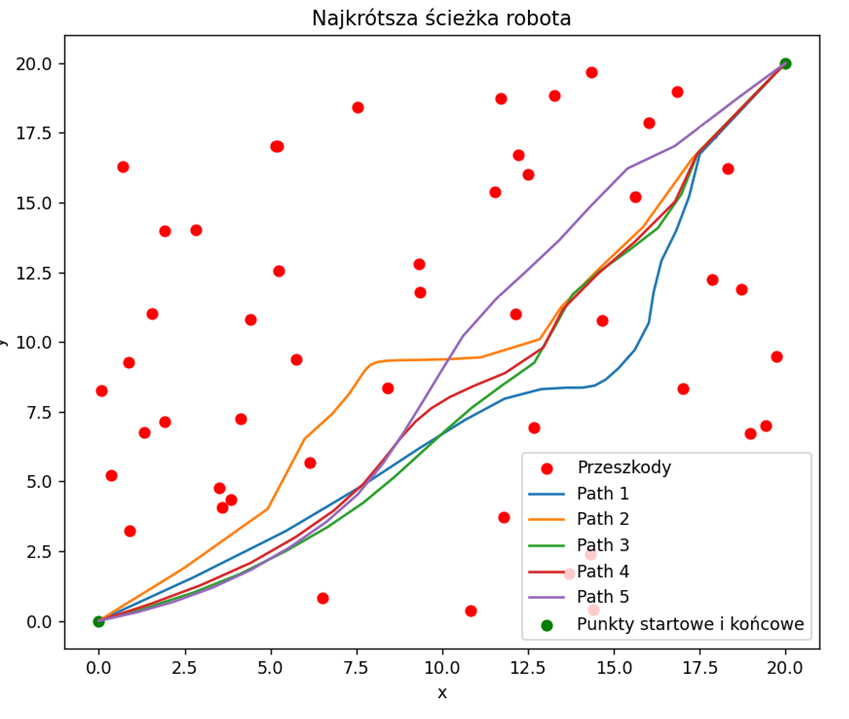 Najkrótsza ścieżka robota
20.0
17.5
15.0
12.5
10.0
7.5
5.0
2.5
0.0
y
Przeszkody
Path 1
Path 2
Path 3
Path 4
Path 5
Punkty startowe i końcowe
0.0 2.5 5.0 7.5 10.0 12.5 15.0 17.5 20.0
x